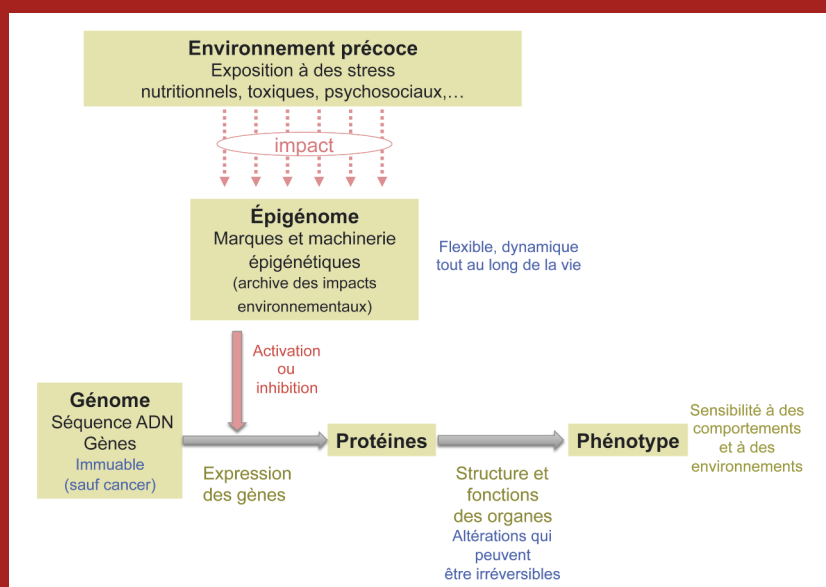 Environnement précoce
Exposition à des stress
nutritionnels, toxiques, psychosociaux,…
impact
Épigénome
Marques et machinerie
épigénétiques
(archive des impacts
environnementaux)
Flexible, dynamique
tout au long de la vie
Activation
ou
inhibition
Génome
Séquence ADN
Gènes
Immuable
(sauf cancer)
Expression
des gènes
Protéines
Structure et
fonctions
des organes
Altérations qui
peuvent
être irréversibles
Phénotype
Sensibilité à des
comportements
et à des
environnements